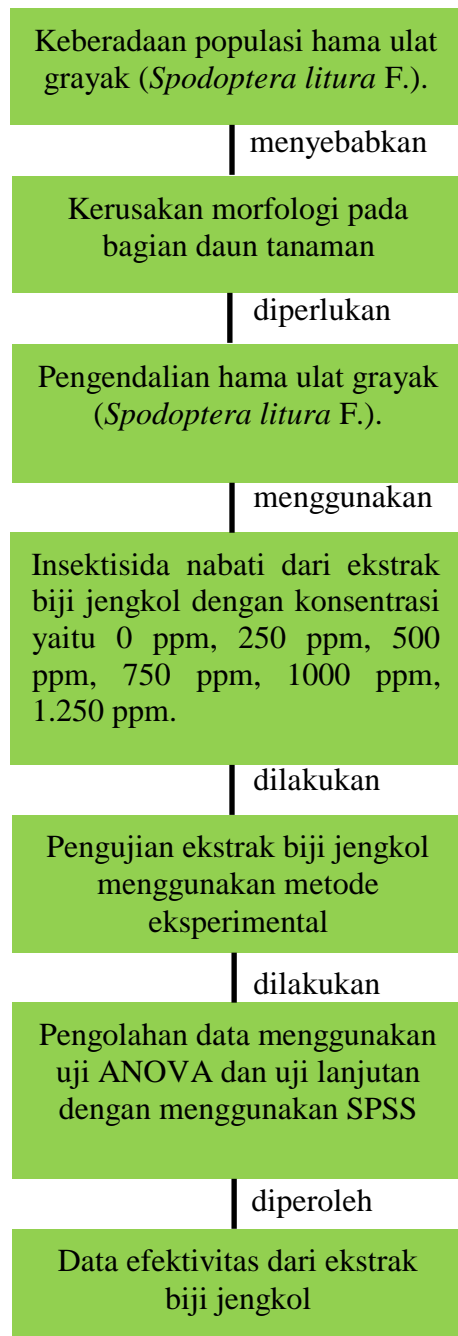 Keberadaan populasi hama ulat
grayak (Spodoptera litura F.).
menyebabkan
Kerusakan morfologi pada
bagian daun tanaman
diperlukan
Pengendalian hama ulat grayak
(Spodoptera litura F.).
menggunakan
Insektisida nabati dari ekstrak
biji jengkol dengan konsentrasi
yaitu 0 ppm, 250 ppm, 500
ppm, 750 ppm, 1000 ppm,
1.250 ppm.
dilakukan
Pengujian ekstrak biji jengkol
menggunakan metode
eksperimental
dilakukan
Pengolahan data menggunakan
uji ANOVA dan uji lanjutan
dengan menggunakan SPSS
diperoleh
Data efektivitas dari ekstrak
biji jengkol